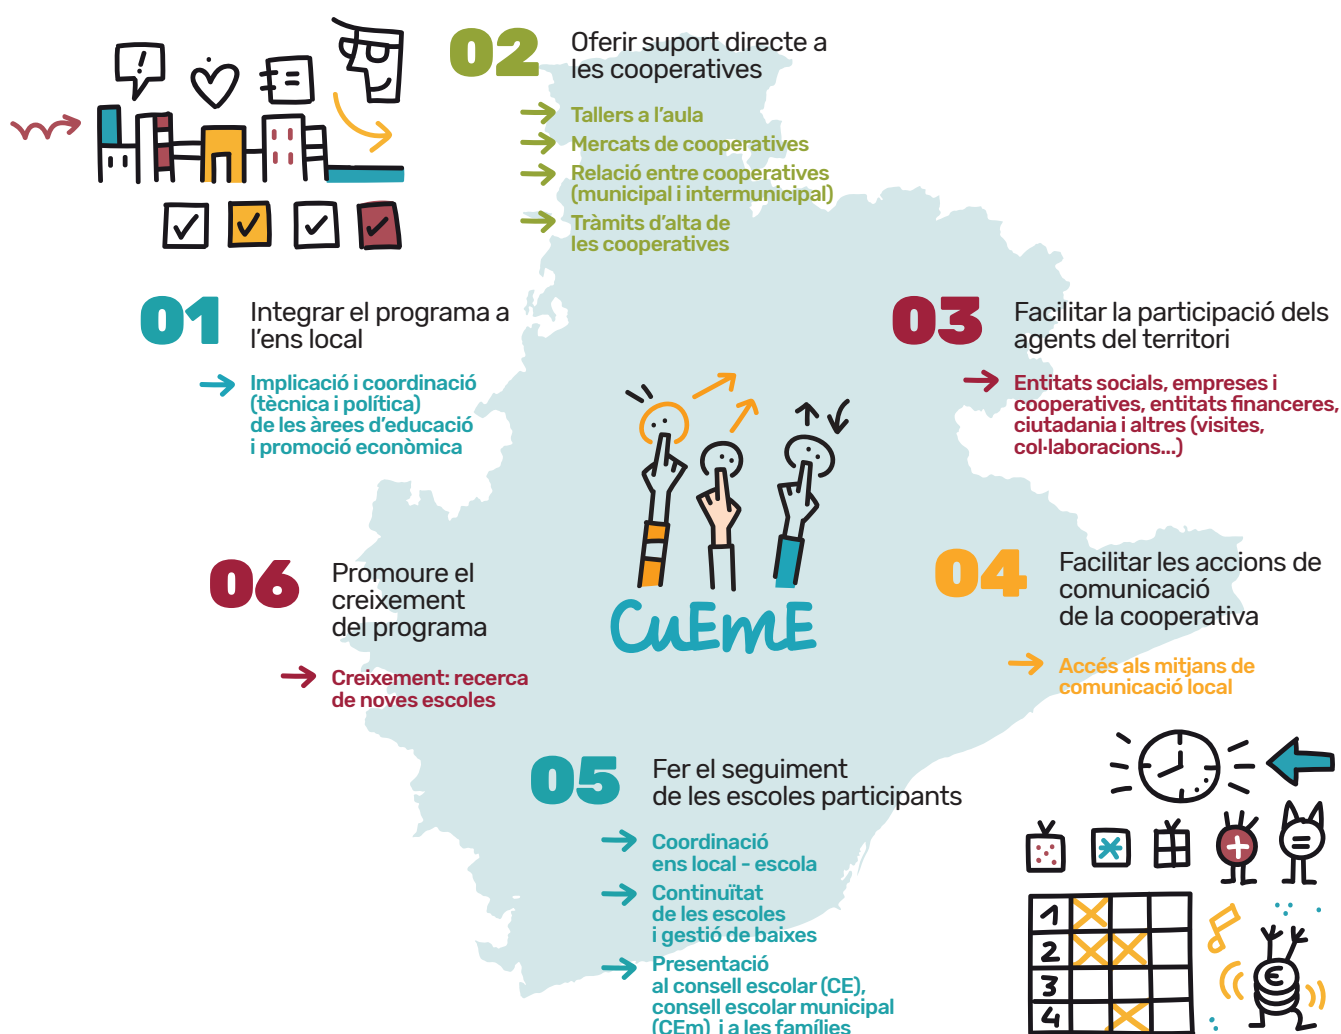 02
Oferir suport directe a
les cooperatives
Tallers a l'aula
Mercats de cooperatives
Relació entre cooperatives
(municipal i intermunicipal)
Tràmits d'alta de
les cooperatives
01
Integrar el programa a
l'ens local
Implicació i coordinació
(tècnica i política)
de les àrees d'educació
i promoció econòmica
03
Facilitar la participació dels
agents del territori
Entitats socials, empreses i
cooperatives, entitats financeres,
ciutadania i altres (visites,
col·laboracions...)
CuEmE
06
Promoure el
creixement
del programa
Creixement: recerca
de noves escoles
04
Facilitar les accions de
comunicació
de la cooperativa
Accés als mitjans de
comunicació local
05
Fer el seguiment
de les escoles participants
Coordinació
ens local - escola
Continuïtat
de les escoles
i gestió de baixes
Presentació
al consell escolar (CE),
consell escolar municipal
(CEm) i a les famílies
1
2
3
4
€